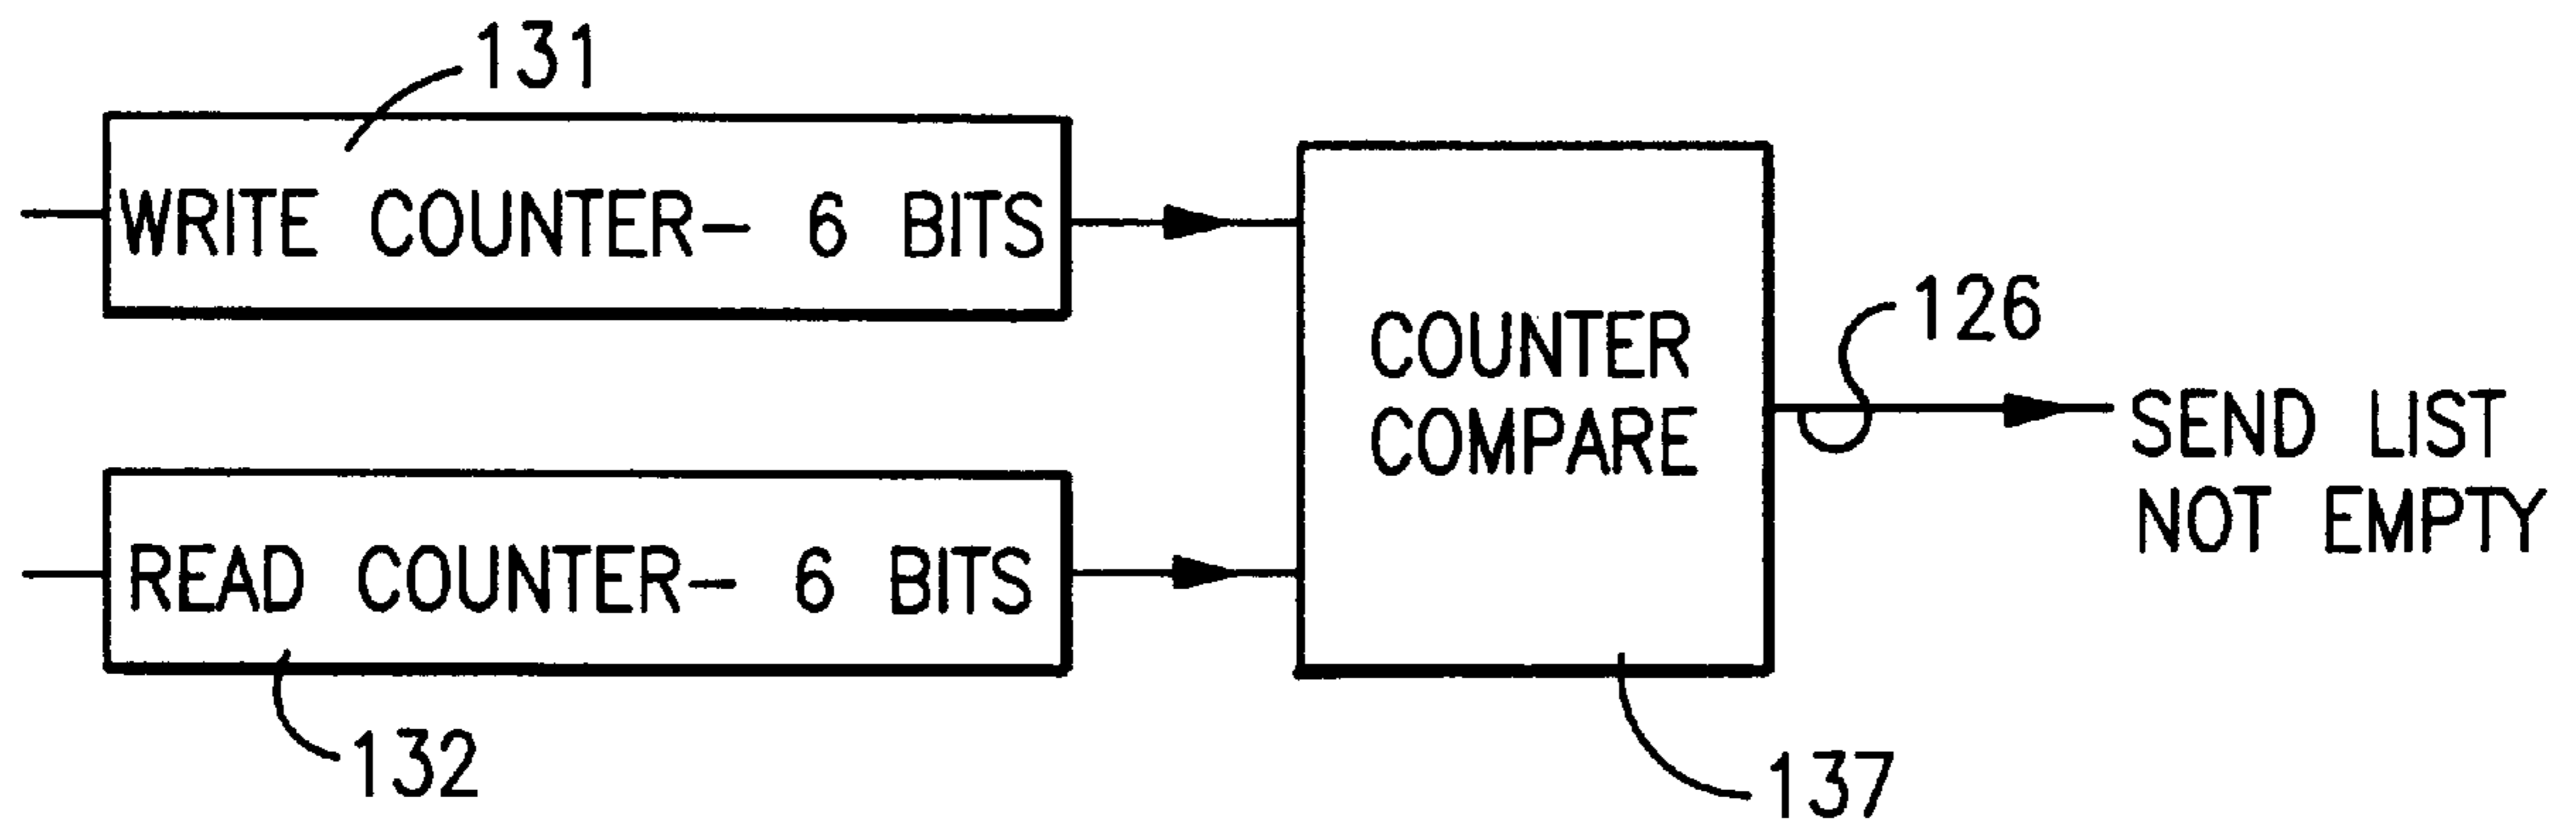 131
WRITE COUNTER- 6 BITS
COUNTER
COMPARE
126
SEND LIST
NOT EMPTY
READ COUNTER- 6 BITS
132
137